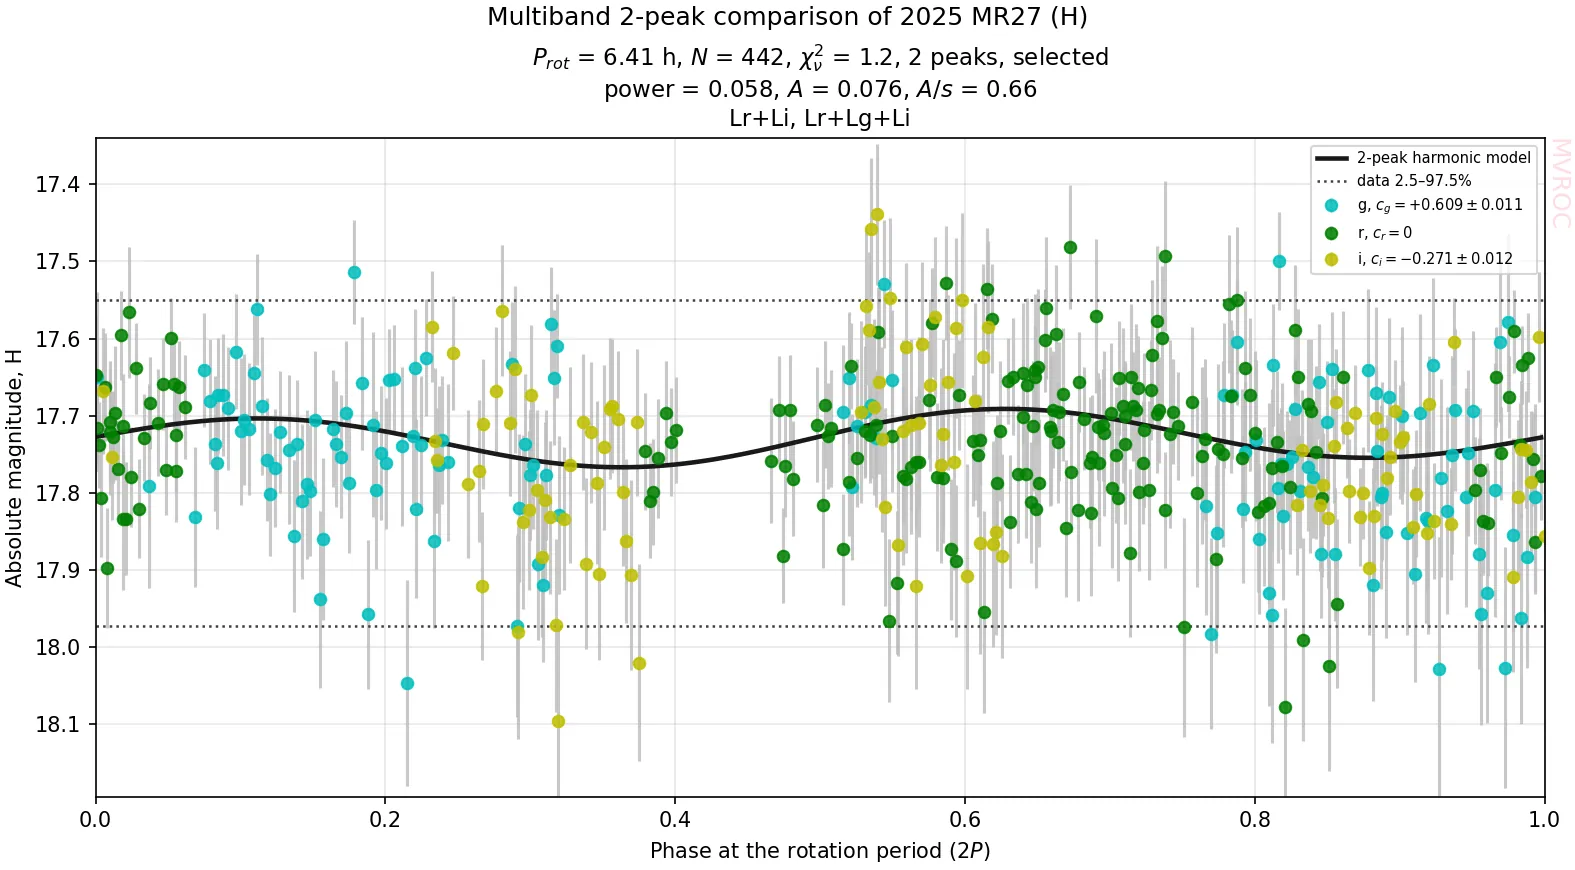 Multiband 2-peak comparison of 2025 MR27 (H)
P_rot = 6.41 h, N = 442, χ²_ν = 1.2, 2 peaks, selected
power = 0.058, A = 0.076, A/s = 0.66
Lr+Li, Lr+Lg+Li
2-peak harmonic model
data 2.5–97.5%
g, c_g = +0.609 ± 0.011
r, c_r = 0
i, c_i = −0.271 ± 0.012
MVROC
Absolute magnitude, H
17.4
17.5
17.6
17.7
17.8
17.9
18.0
18.1
0.0 0.2 0.4 0.6 0.8 1.0
Phase at the rotation period (2P)